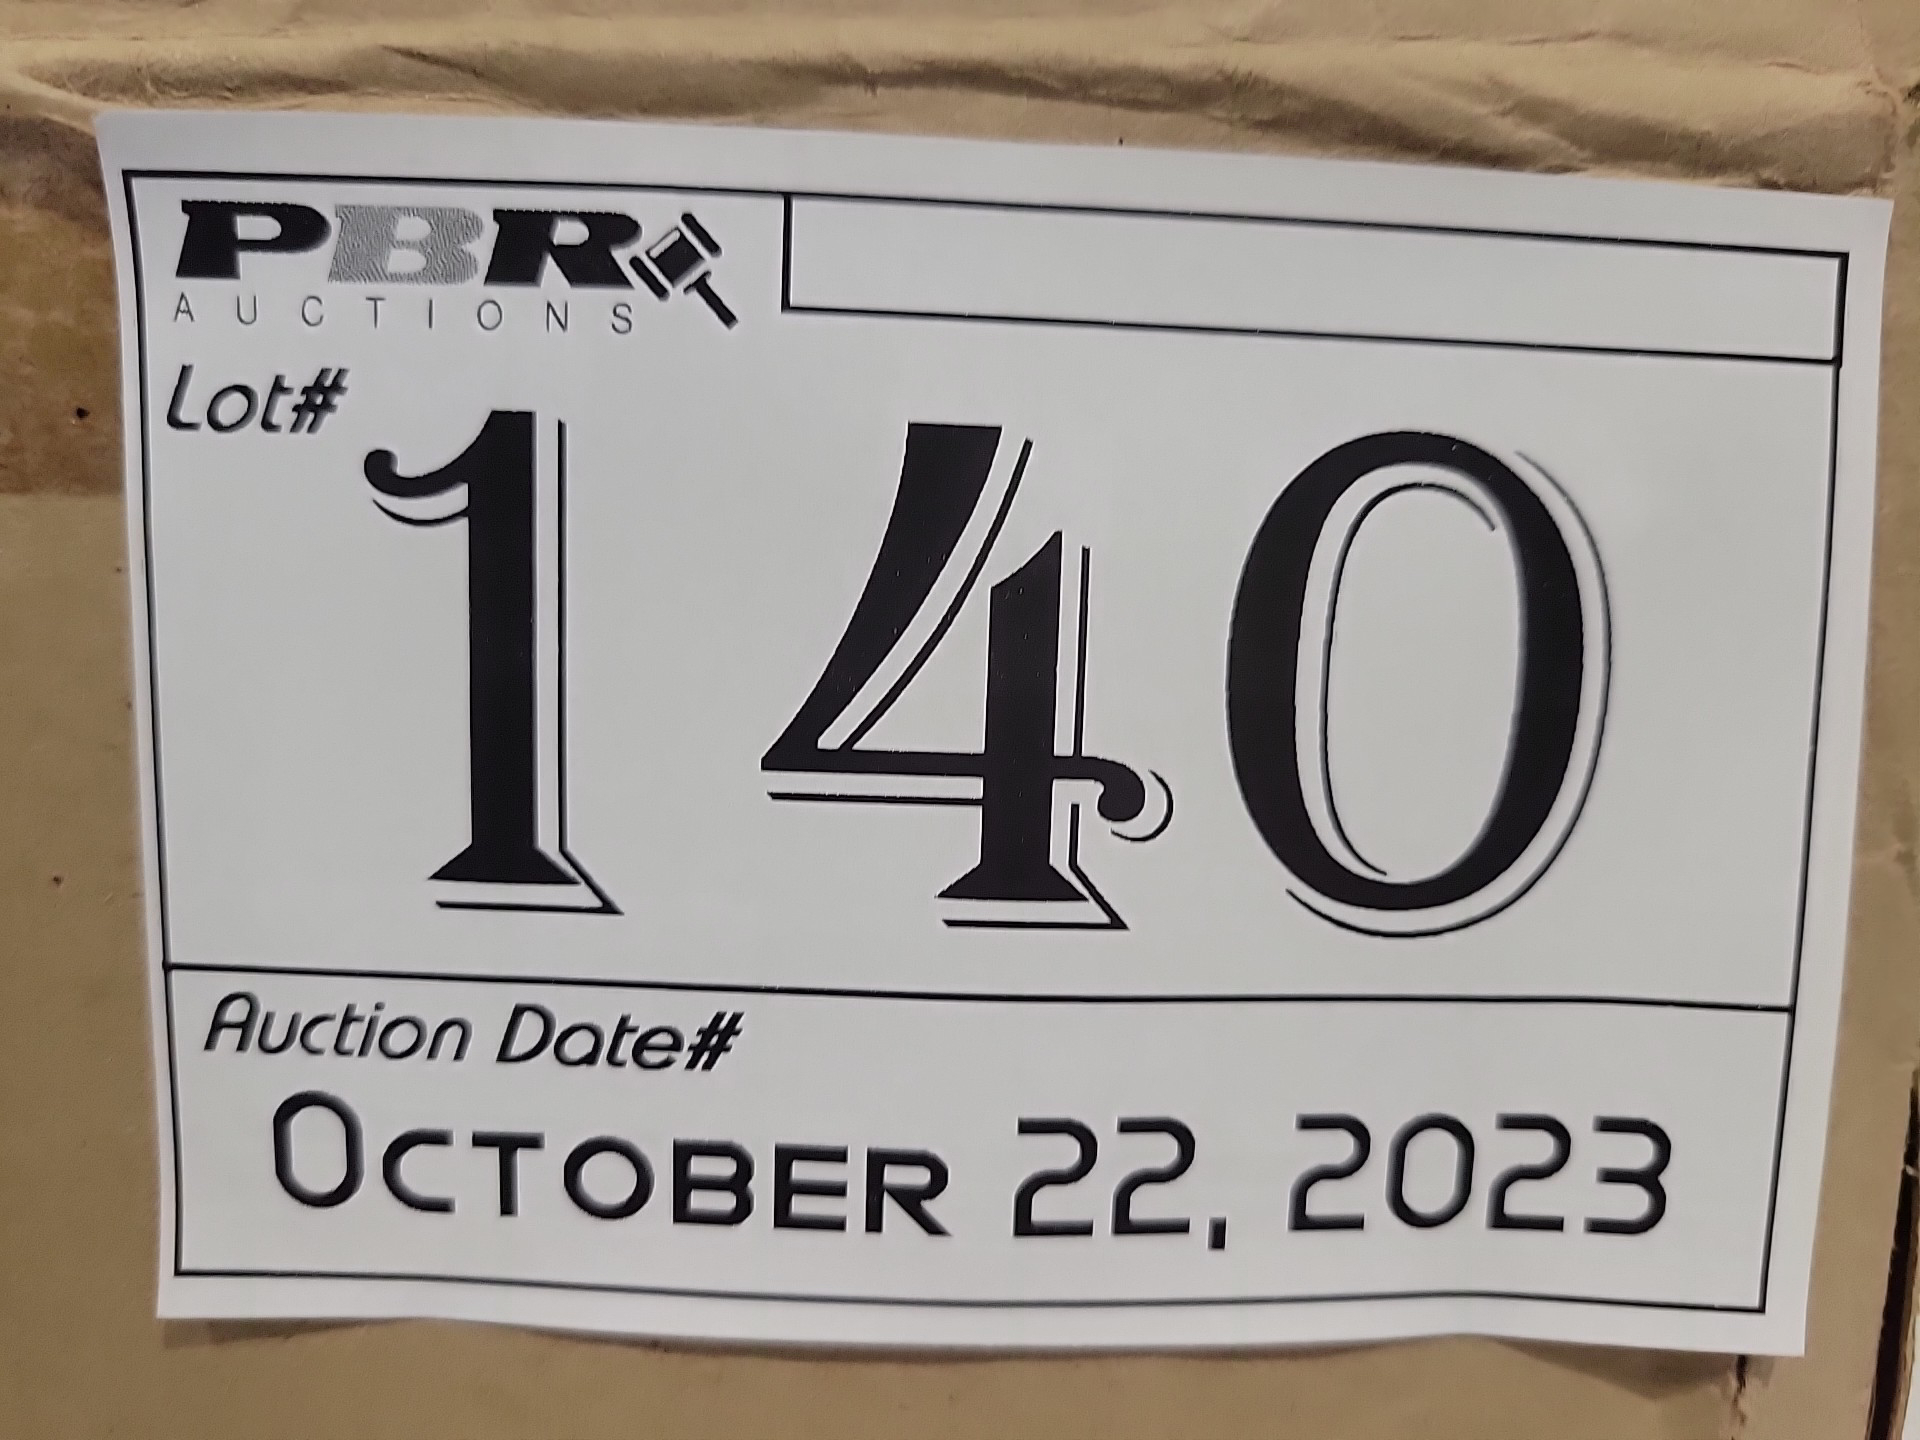 PBR
AUCTIONS
Lot#
140
Auction Date#
October 22, 2023